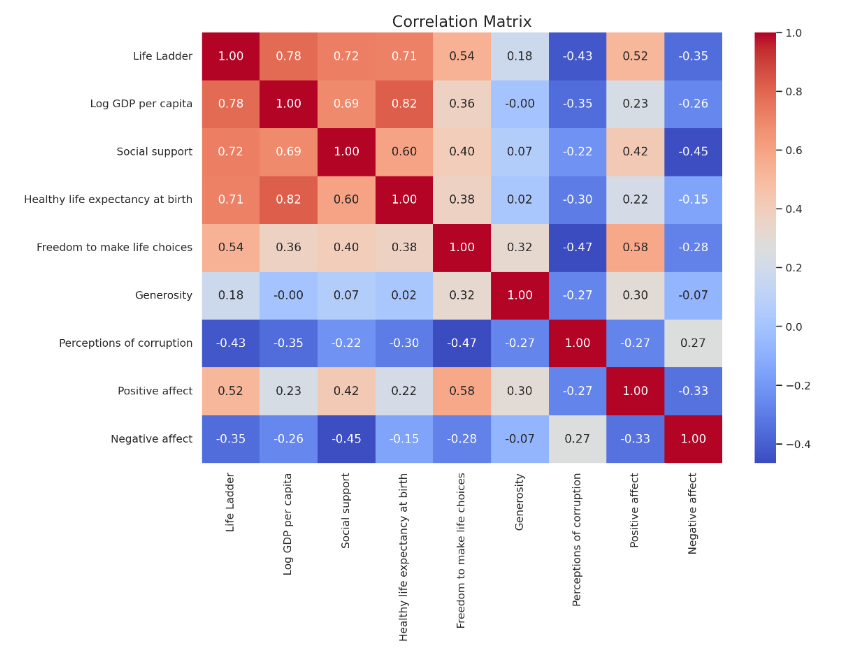 Correlation Matrix
Life Ladder 1.00 0.78 0.72 0.71 0.54 0.18 -0.43 0.52 -0.35
Log GDP per capita 0.78 1.00 0.69 0.82 0.36 -0.00 -0.35 0.23 -0.26
Social support 0.72 0.69 1.00 0.60 0.40 0.07 -0.22 0.42 -0.45
Healthy life expectancy at birth 0.71 0.82 0.60 1.00 0.38 0.02 -0.30 0.22 -0.15
Freedom to make life choices 0.54 0.36 0.40 0.38 1.00 0.32 -0.47 0.58 -0.28
Generosity 0.18 -0.00 0.07 0.02 0.32 1.00 -0.27 0.30 -0.07
Perceptions of corruption -0.43 -0.35 -0.22 -0.30 -0.47 -0.27 1.00 -0.27 0.27
Positive affect 0.52 0.23 0.42 0.22 0.58 0.30 -0.27 1.00 -0.33
Negative affect -0.35 -0.26 -0.45 -0.15 -0.28 -0.07 0.27 -0.33 1.00
Life Ladder
Log GDP per capita
Social support
Healthy life expectancy at birth
Freedom to make life choices
Generosity
Perceptions of corruption
Positive affect
Negative affect
1.0
0.8
0.6
0.4
0.2
0.0
−0.2
−0.4